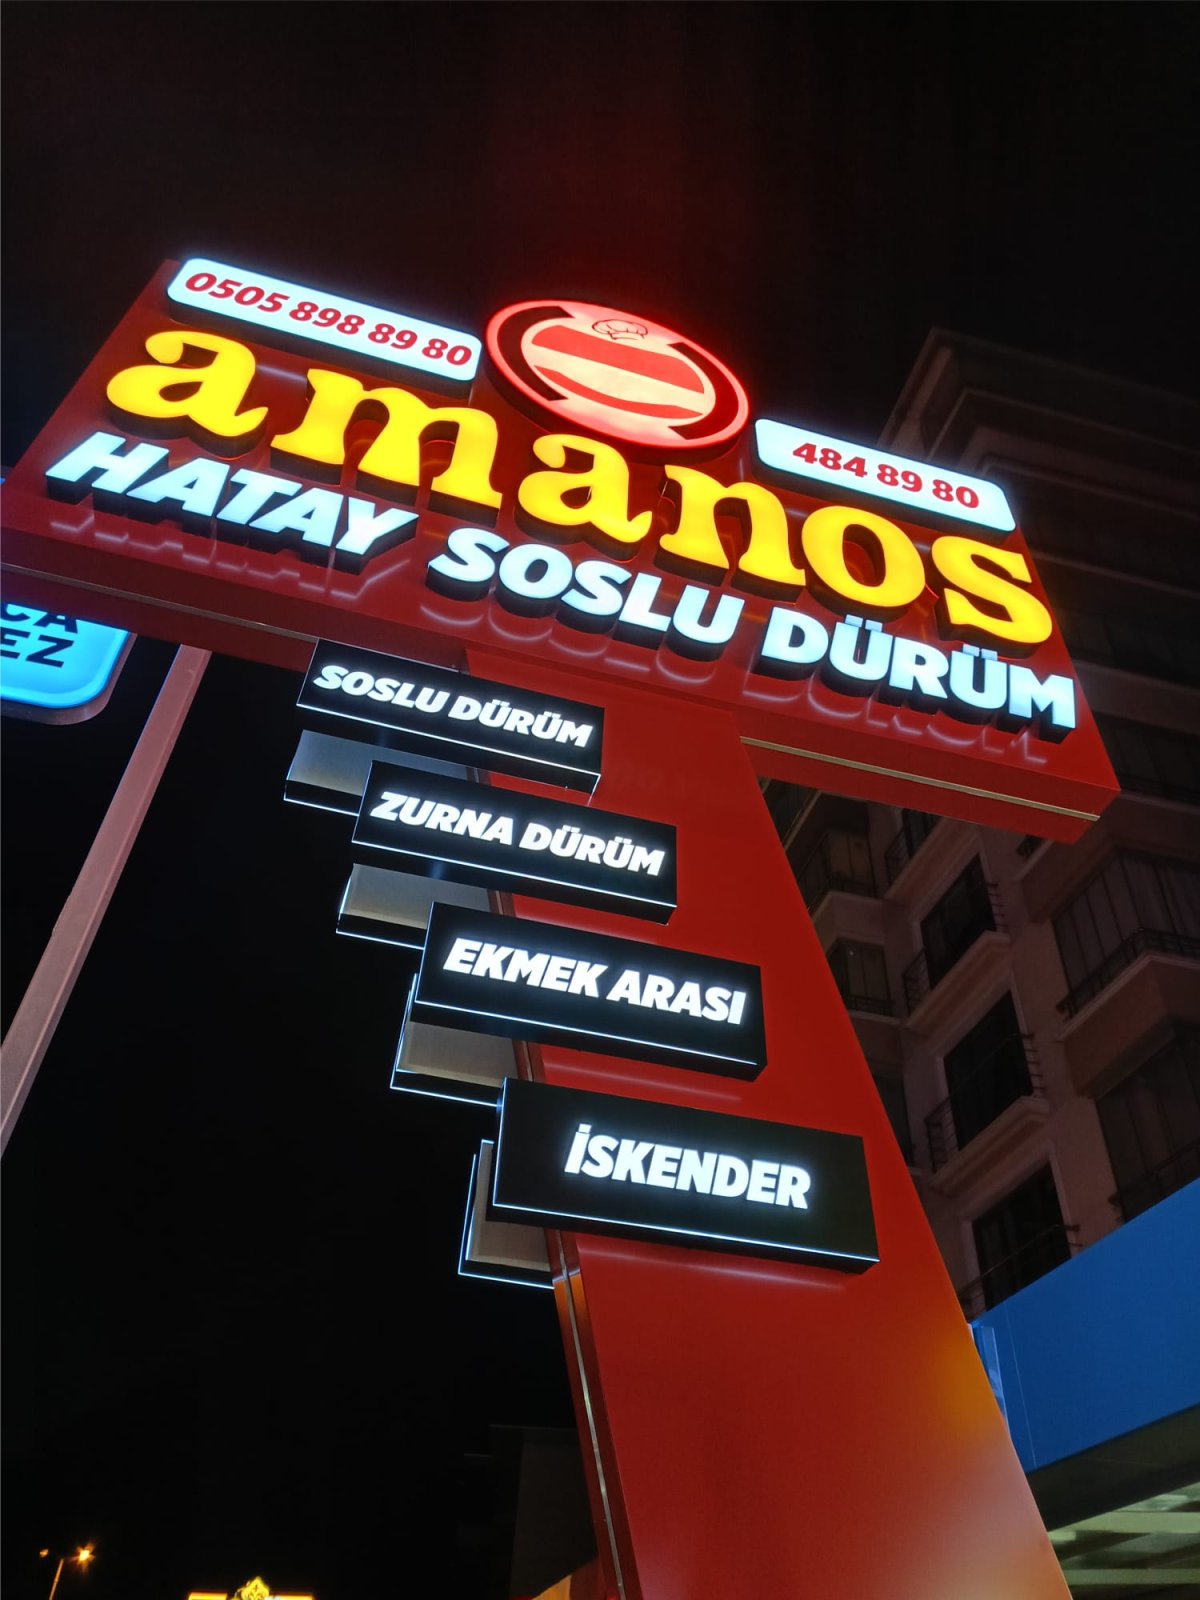 0505 898 89 80
484 89 80
amanos
HATAY SOSLU DÜRÜM
SOSLU DÜRÜM
ZURNA DÜRÜM
EKMEK ARASI
İSKENDER